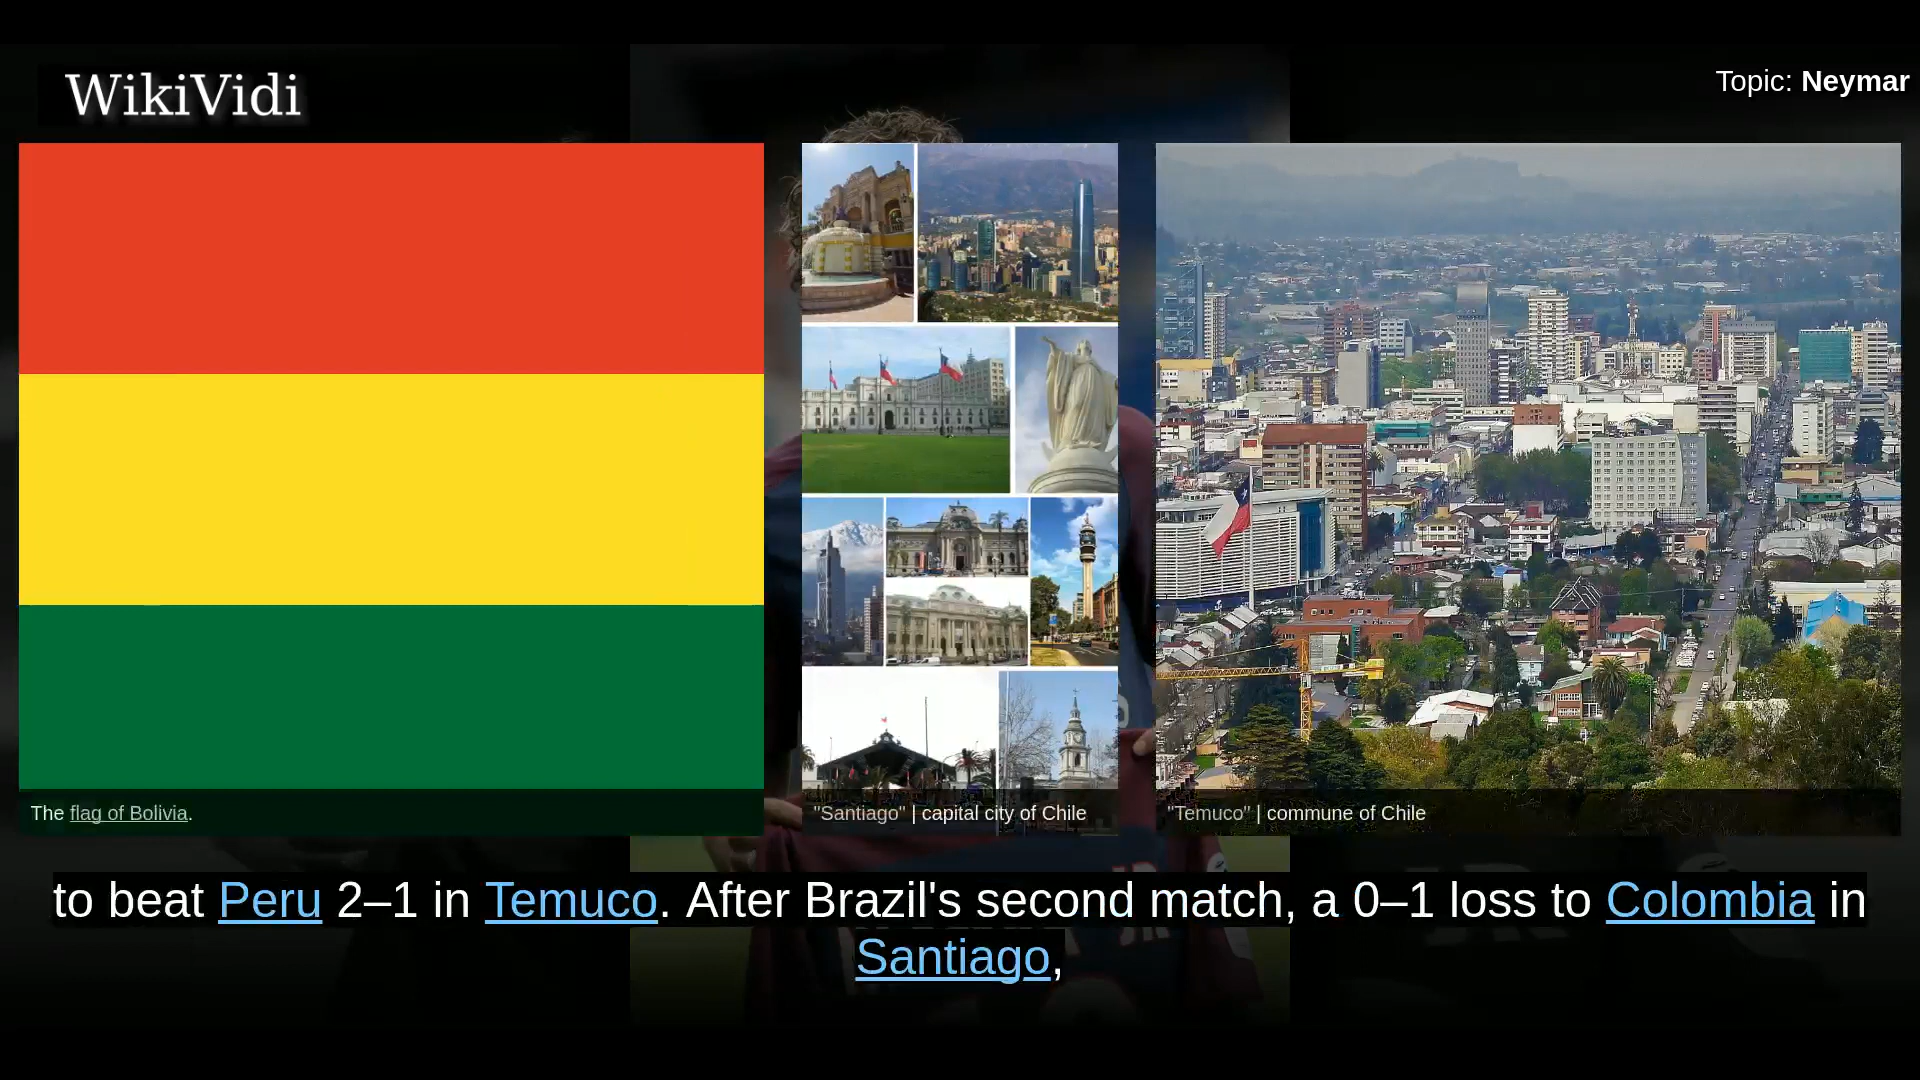 WikiVidi
Topic: Neymar
The flag of Bolivia.
"Santiago" | capital city of Chile
"Temuco" | commune of Chile
to beat Peru 2–1 in Temuco. After Brazil's second match, a 0–1 loss to Colombia in
Santiago,